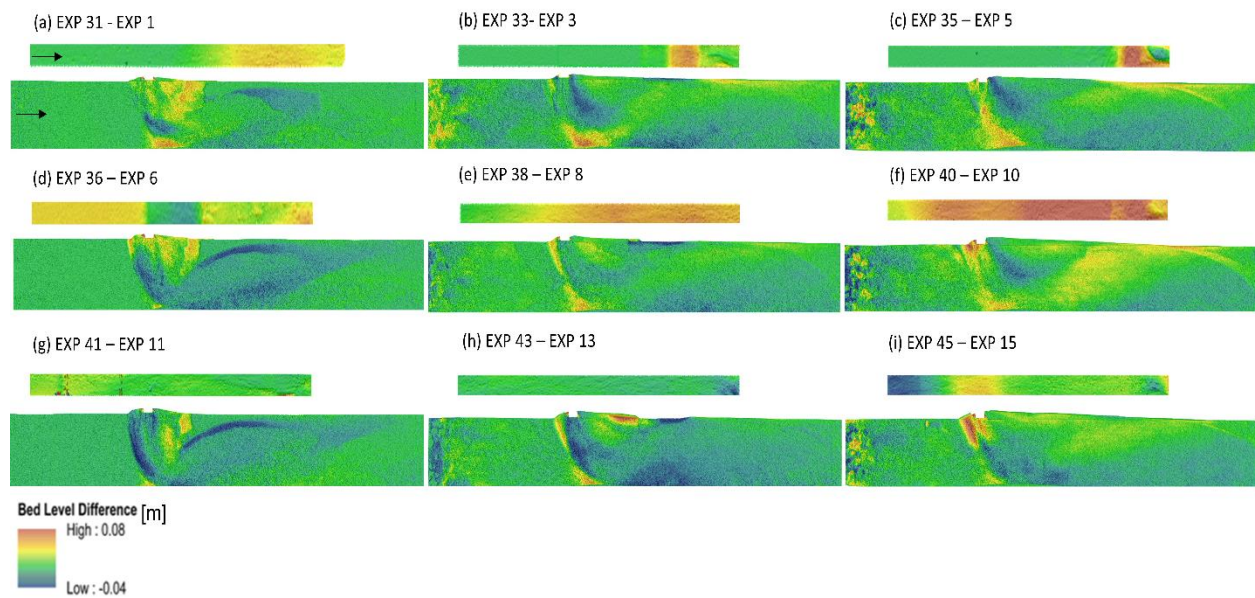 (a) EXP 31 - EXP 1
(b) EXP 33- EXP 3
(c) EXP 35 – EXP 5
(d) EXP 36 – EXP 6
(e) EXP 38 – EXP 8
(f) EXP 40 – EXP 10
(g) EXP 41 – EXP 11
(h) EXP 43 – EXP 13
(i) EXP 45 – EXP 15
Bed Level Difference [m]
High : 0.08
Low : -0.04